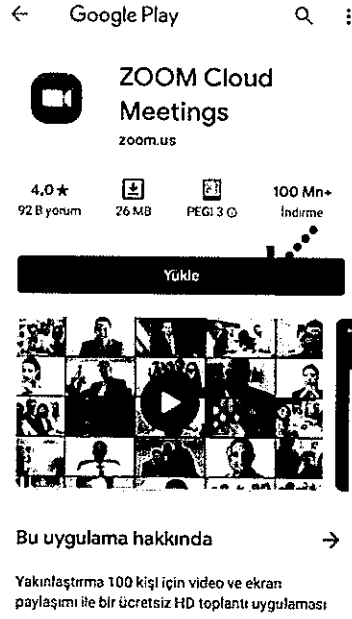 Google Play
ZOOM Cloud
Meetings
zoom.us
4,0★
92 B yorum
26 MB
PEGI 3
100 Mn+
İndirme
Yükle
Bu uygulama hakkında
Yakınlaştırma 100 kişi için video ve ekran
paylaşımı ile bir ücretsiz HD toplantı uygulaması